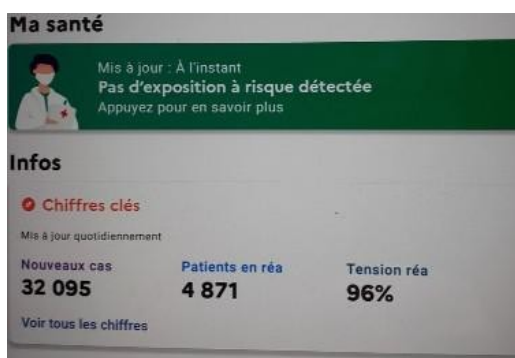 Ma santé
Mis à jour : À l'instant
Pas d'exposition à risque détectée
Appuyez pour en savoir plus
Infos
Chiffres clés
Mis à jour quotidiennement
Nouveaux cas
Patients en réa
Tension réa
32 095
4 871
96%
Voir tous les chiffres